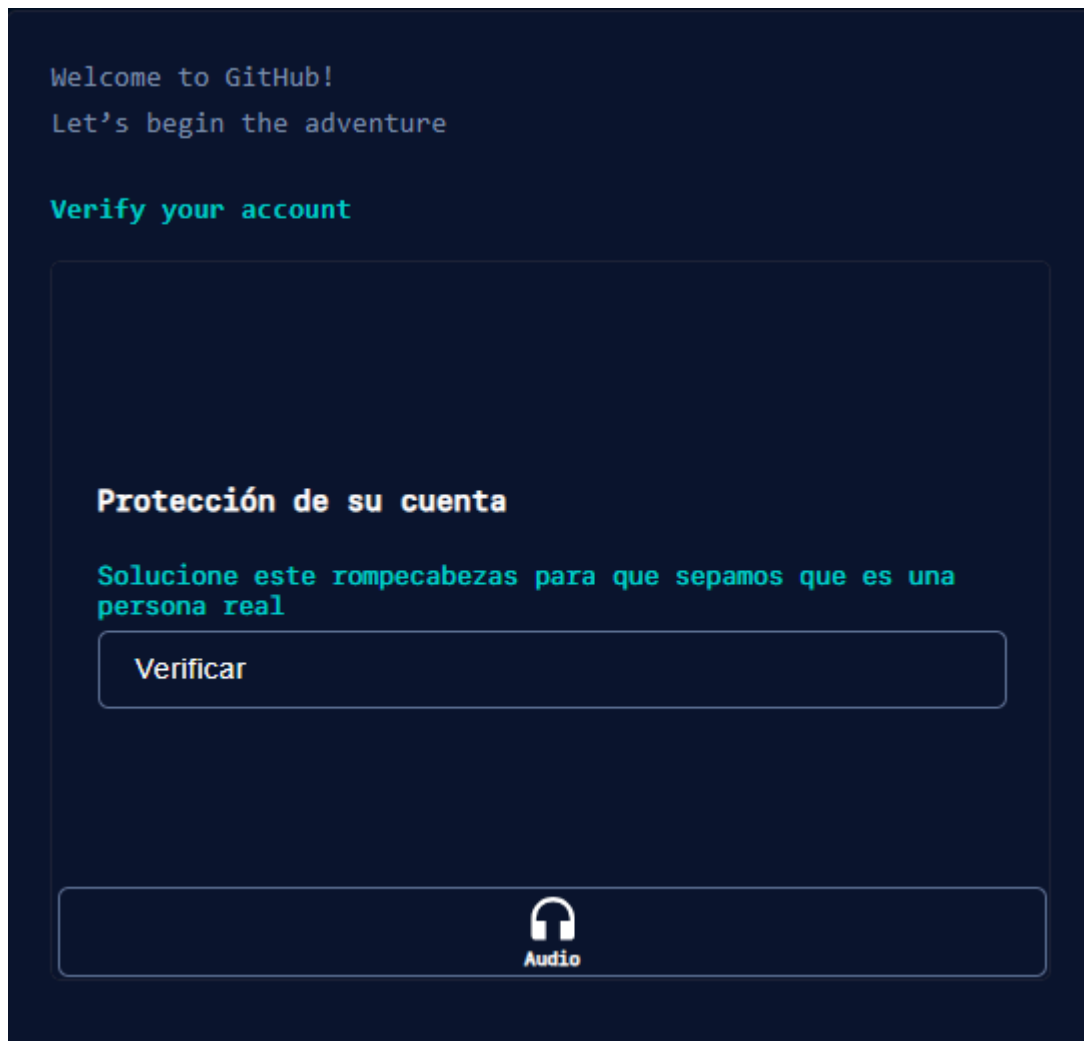 Welcome to GitHub!
Let’s begin the adventure
Verify your account
Protección de su cuenta
Solucione este rompecabezas para que sepamos que es una
persona real
Verificar
Audio